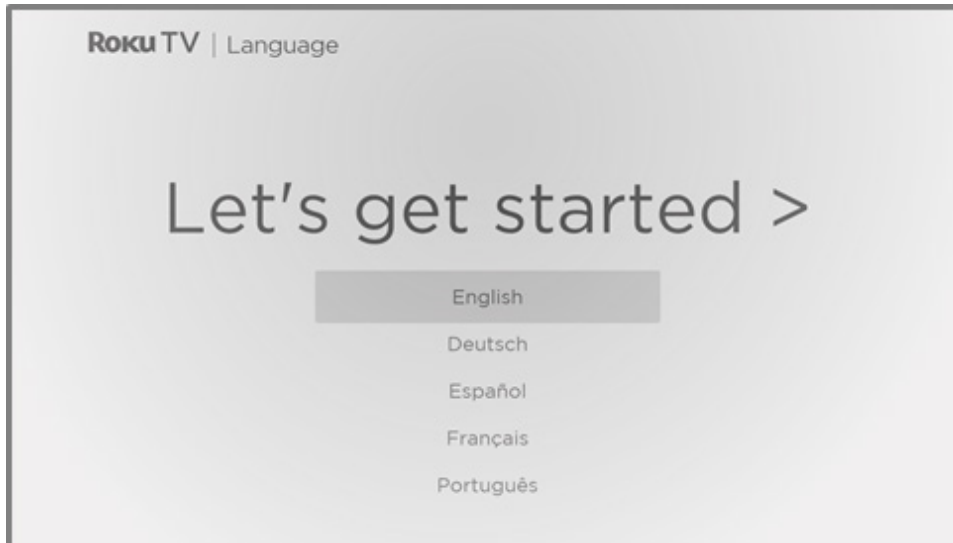 Roku TV | Language
Let's get started >
English
Deutsch
Español
Français
Português